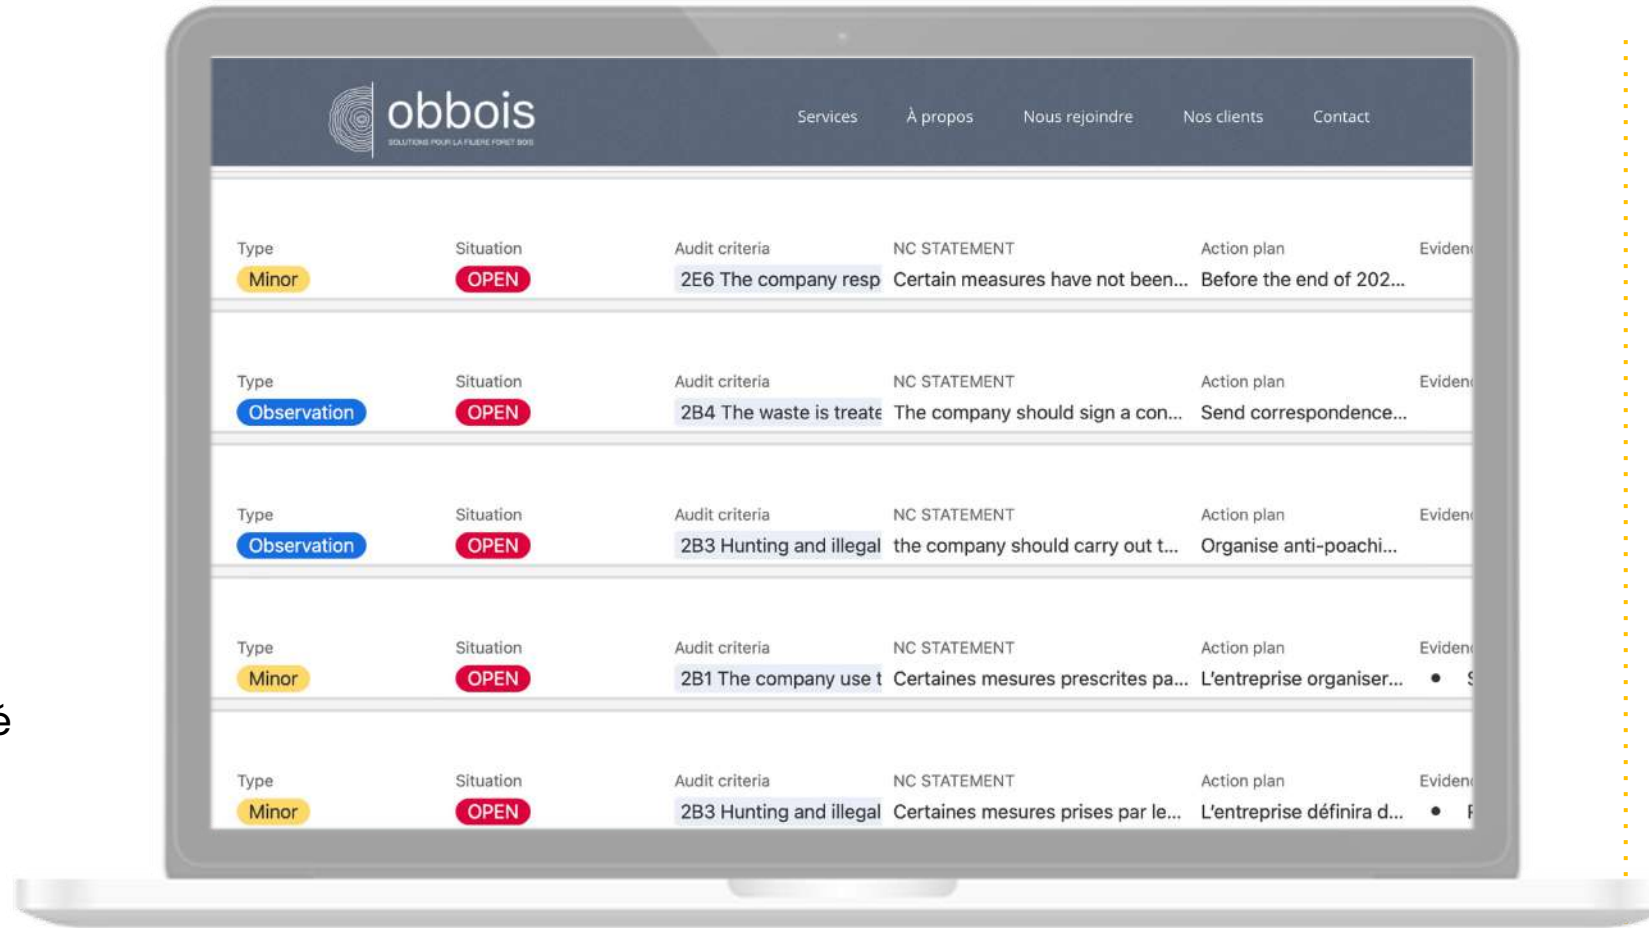 obbois
SOLUTIONS POUR LA FILIERE FORET BOIS
Services À propos Nous rejoindre Nos clients Contact
Type Situation Audit criteria NC STATEMENT Action plan Evidenc
Minor OPEN 2E6 The company resp Certain measures have not been... Before the end of 202...
Type Situation Audit criteria NC STATEMENT Action plan Evidenc
Observation OPEN 2B4 The waste is treate The company should sign a con... Send correspondence...
Type Situation Audit criteria NC STATEMENT Action plan Evidenc
Observation OPEN 2B3 Hunting and illegal the company should carry out t... Organise anti-poachi...
Type Situation Audit criteria NC STATEMENT Action plan Evidenc
Minor OPEN 2B1 The company use t Certaines mesures prescrites pa... L'entreprise organiser... •
é
Type Situation Audit criteria NC STATEMENT Action plan Evidenc
Minor OPEN 2B3 Hunting and illegal Certaines mesures prises par le... L'entreprise définira d... •